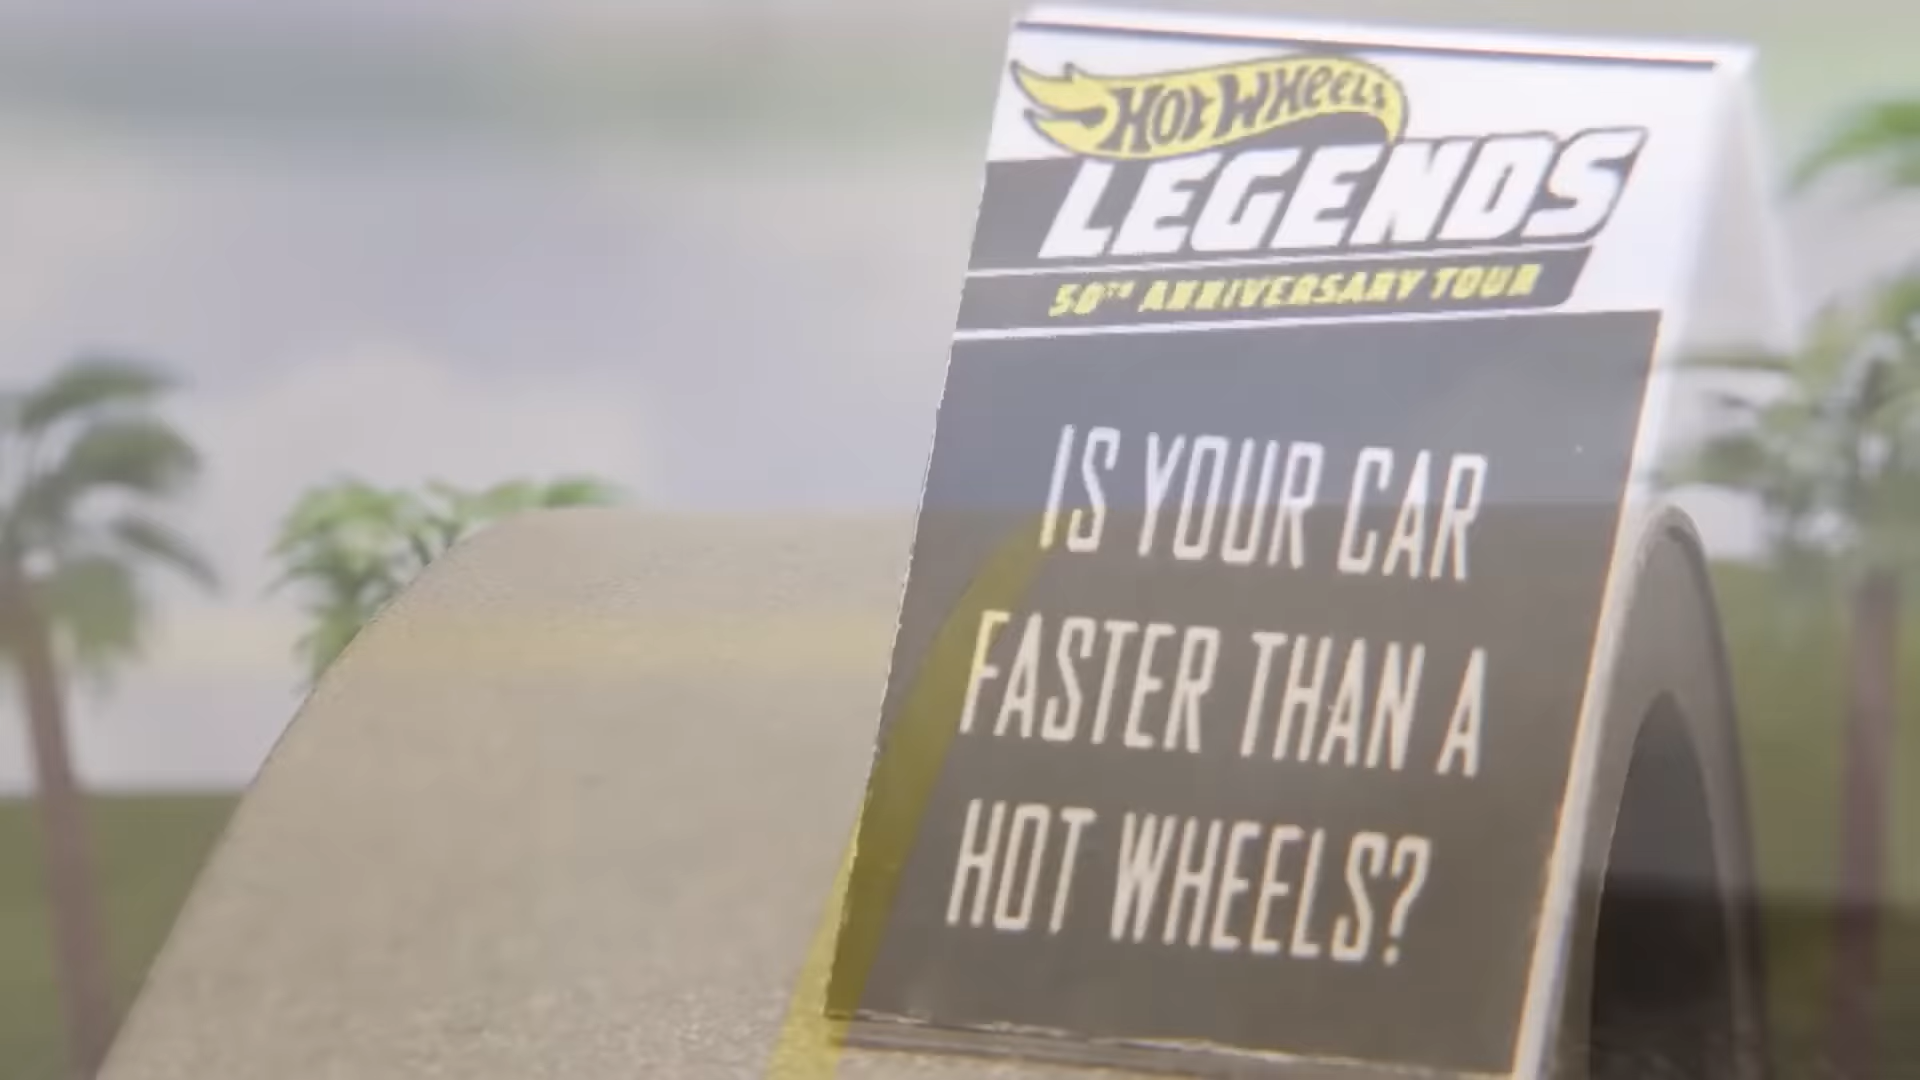 HOT WHEELS
LEGENDS
50TH ANNIVERSARY TOUR
IS YOUR CAR
FASTER THAN A
HOT WHEELS?